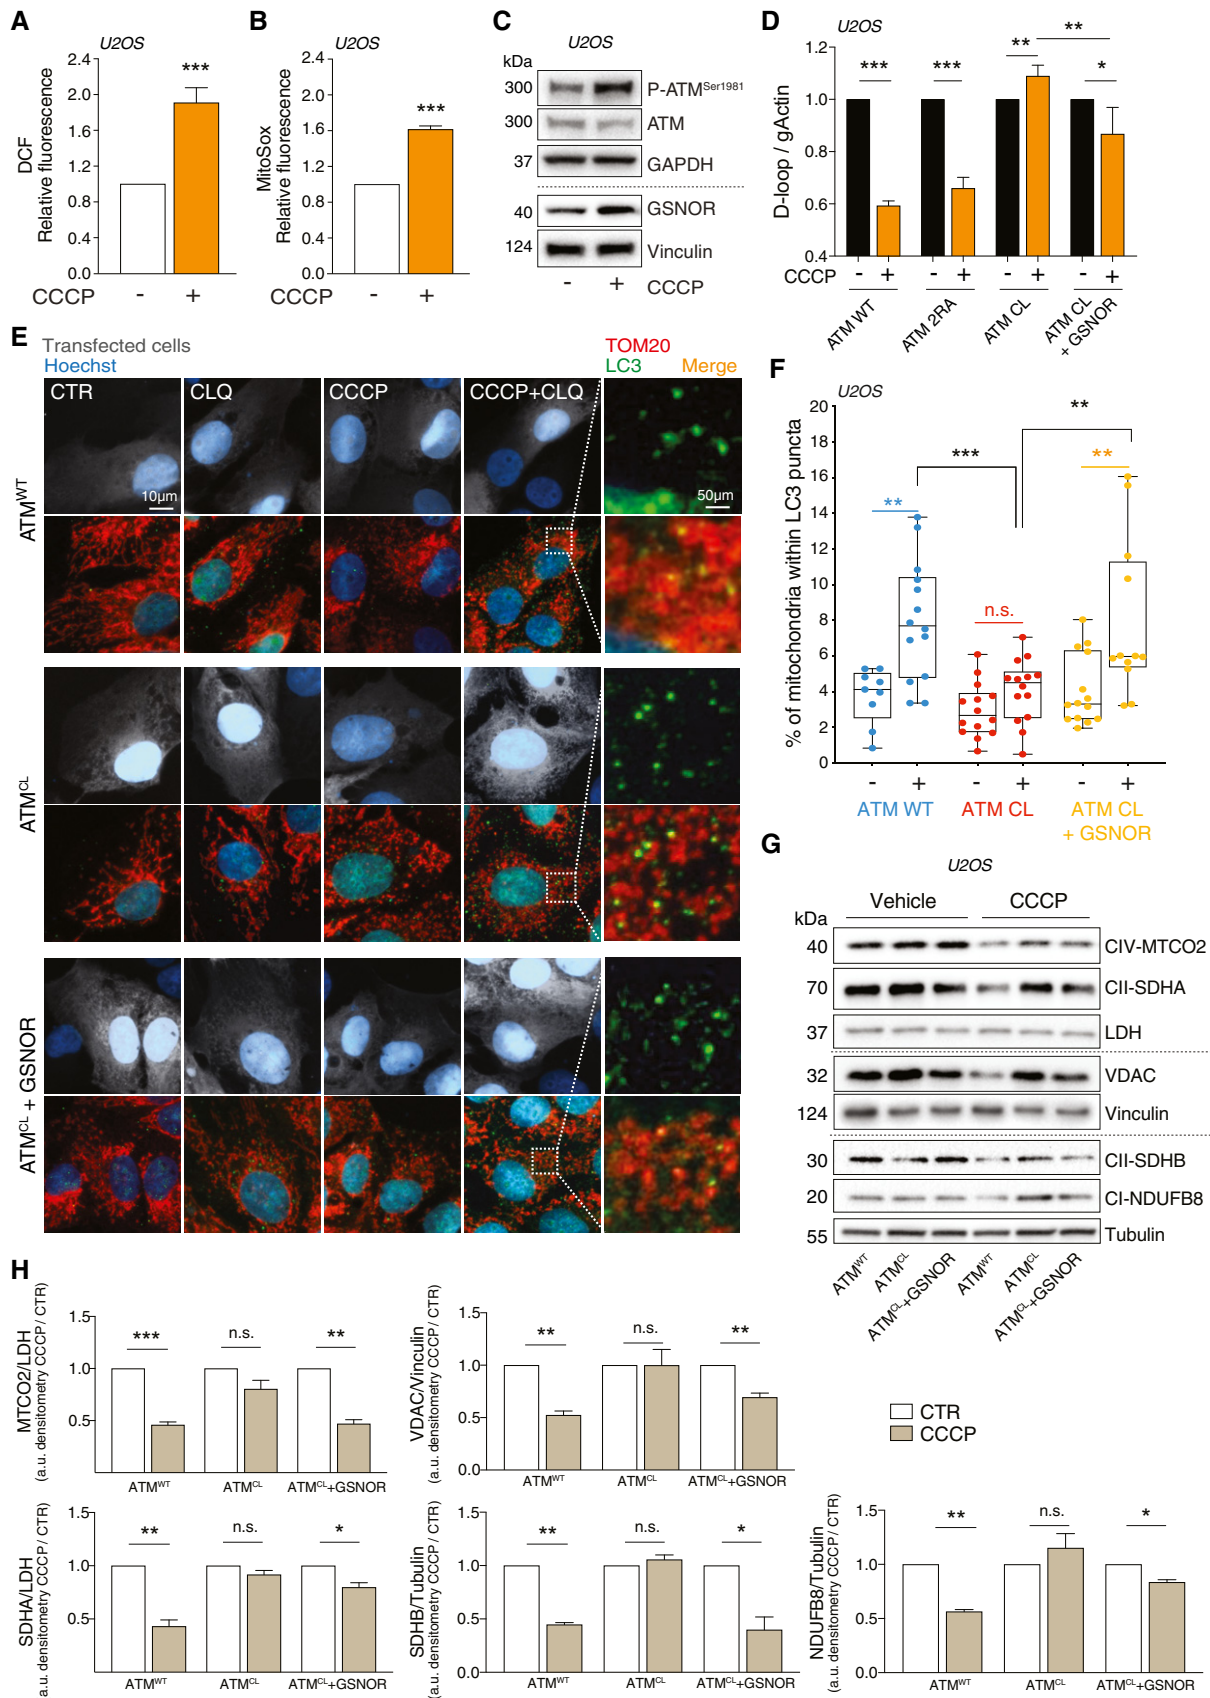 A
U2OS
DCF
Relative fluorescence
2.4
2.0
1.6
1.2
0.8
0.4
0.0
***
CCCP - +
B
U2OS
MitoSox
Relative fluorescence
2.4
2.0
1.6
1.2
0.8
0.4
0.0
***
CCCP - +
C
U2OS
kDa
300 P-ATMSer1981
300 ATM
37 GAPDH
40 GSNOR
124 Vinculin
- + CCCP
D
U2OS
D-loop / gActin
1.2
1.0
0.8
0.6
0.4
*** *** ** * **
CCCP - + - + - + - +
ATM WT
ATM 2RA
ATM CL
ATM CL
+ GSNOR
E
Transfected cells
Hoechst
TOM20
LC3 Merge
CTR CLQ CCCP CCCP+CLQ
10μm
50μm
ATMWT
ATMCL
ATMCL + GSNOR
F
U2OS
% of mitochondria within LC3 puncta
20
18
16
14
12
10
8
6
4
2
0
** *** n.s. ** **
- + - + - +
ATM WT ATM CL ATM CL
+ GSNOR
G
U2OS
Vehicle CCCP
kDa
40 CIV-MTCO2
70 CII-SDHA
37 LDH
32 VDAC
124 Vinculin
30 CII-SDHB
20 CI-NDUFB8
55 Tubulin
ATMWT ATMCL ATMCL+GSNOR ATMWT ATMCL ATMCL+GSNOR
H
MTCO2/LDH
(a.u. densitometry CCCP / CTR)
1.5
1.0
0.5
*** n.s. **
ATMWT ATMCL ATMCL+GSNOR
VDAC/Vinculin
(a.u. densitometry CCCP / CTR)
1.5
1.0
0.5
0.0
** n.s. **
ATMWT ATMCL ATMCL+GSNOR
CTR
CCCP
SDHA/LDH
a.u. densitometry CCCP / CTR)
1.5
1.0
0.5
** n.s. *
ATMWT ATMCL ATMCL+GSNOR
SDHB/Tubulin
(a.u. densitometry CCCP / CTR)
1.5
1.0
0.5
0.0
** n.s. *
ATMWT ATMCL ATMCL+GSNOR
NDUFB8/Tubulin
(a.u. densitometry CCCP / CTR)
1.5
1.0
0.5
0.0
** n.s. *
ATMWT ATMCL ATMCL+GSNOR